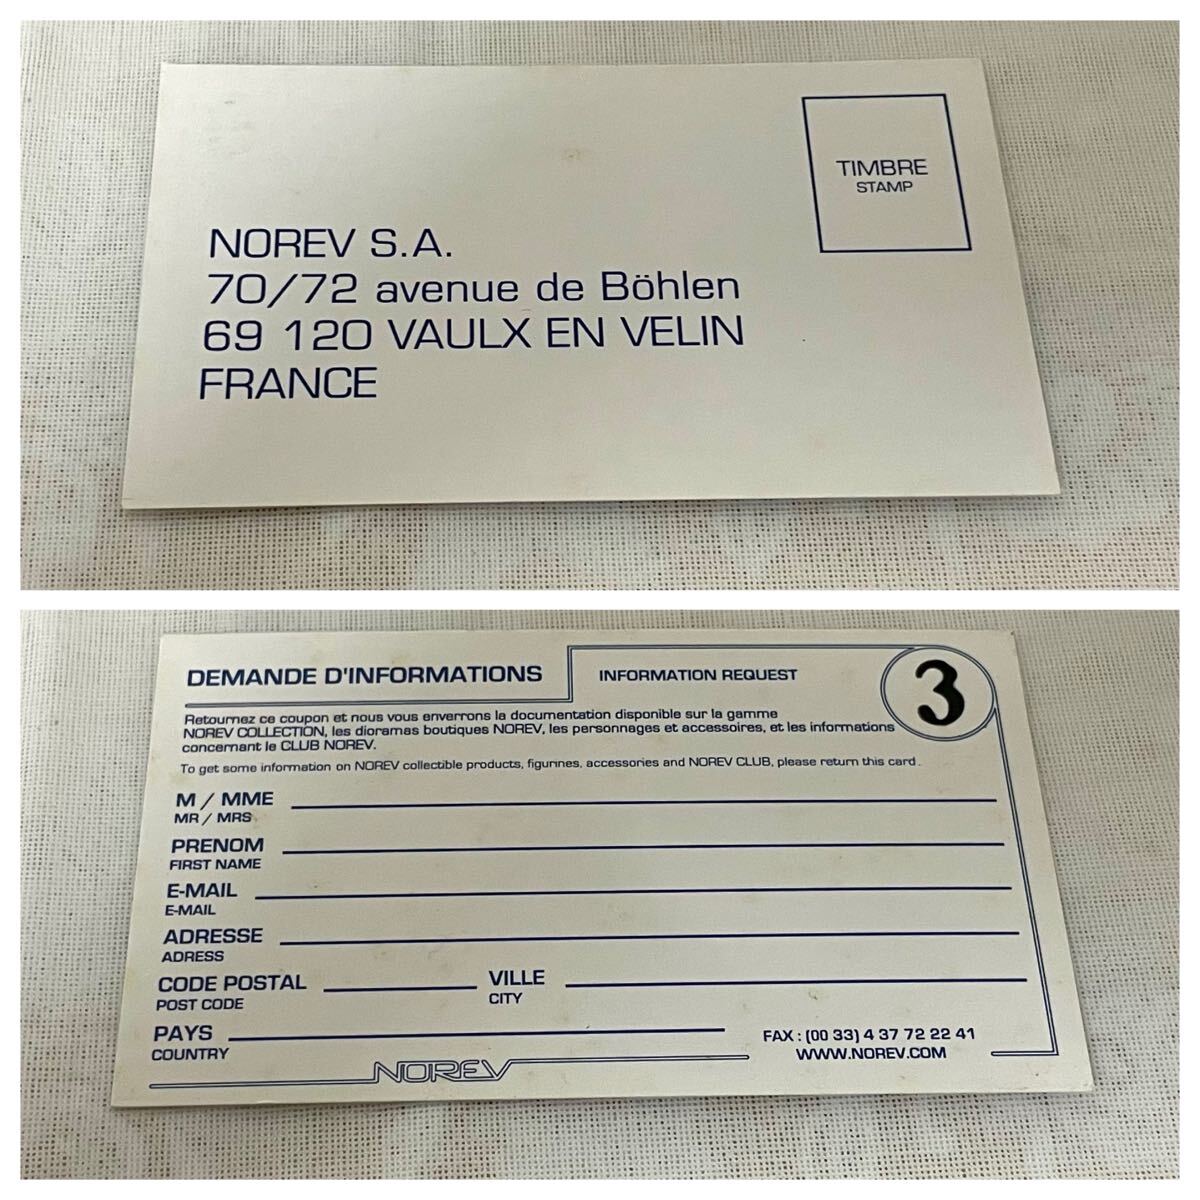 TIMBRE
STAMP
NOREV S.A.
70/72 avenue de Böhlen
69 120 VAULX EN VELIN
FRANCE
DEMANDE D'INFORMATIONS
INFORMATION REQUEST
3
Retournez ce coupon et nous vous enverrons la documentation disponible sur la gamme
NOREV COLLECTION, les dioramas boutiques NOREV, les personnages et accessoires, et les informations
concernant le CLUB NOREV.
To get some information on NOREV collectible products, figurines, accessories and NOREV CLUB, please return this card.
M / MME
MR / MRS
PRENOM
FIRST NAME
E-MAIL
E-MAIL
ADRESSE
ADRESS
CODE POSTAL VILLE
POST CODE CITY
PAYS
COUNTRY
FAX : (00 33) 4 37 72 22 41
WWW.NOREV.COM
NOREV